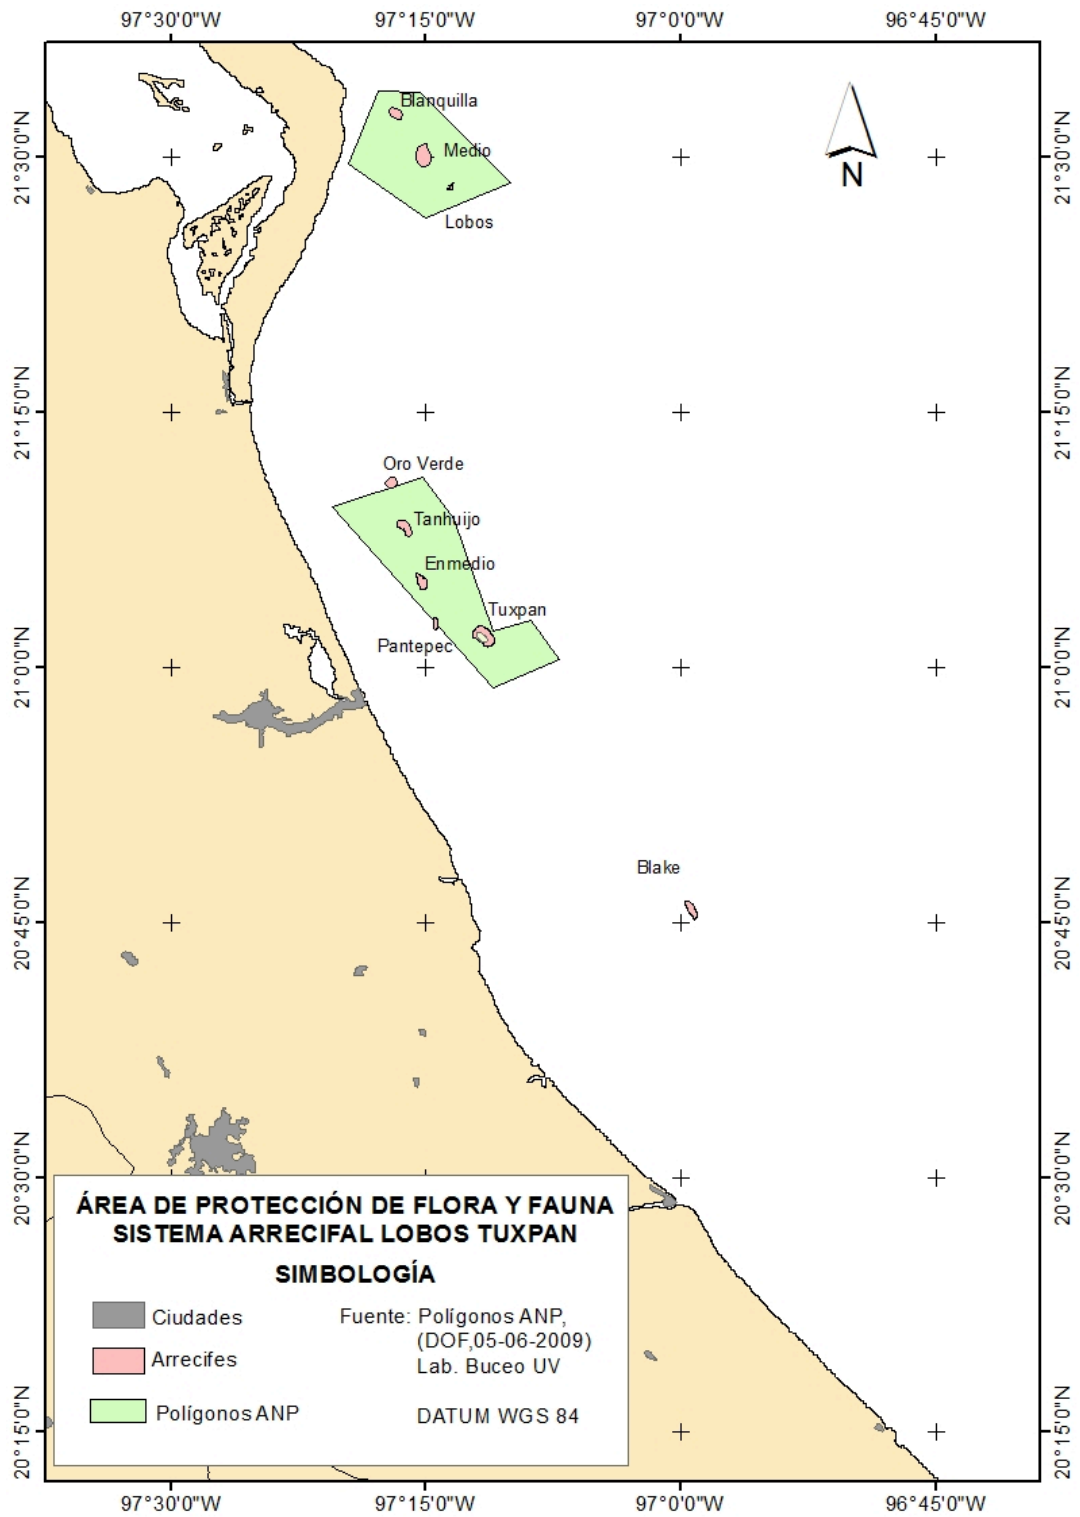 97°30'0"W
97°15'0"W
97°0'0"W
96°45'0"W
21°30'0"N
21°30'0"N
Blanquilla
Medio
Lobos
N
21°15'0"N
21°15'0"N
Oro Verde
Tanhuijo
Enmedio
Tuxpan
Pantepec
21°0'0"N
21°0'0"N
Blake
20°45'0"N
20°45'0"N
20°30'0"N
20°30'0"N
ÁREA DE PROTECCIÓN DE FLORA Y FAUNA
SISTEMA ARRECIFAL LOBOS TUXPAN
SIMBOLOGÍA
Ciudades
Arrecifes
Polígonos ANP
Fuente: Polígonos ANP,
(DOF,05-06-2009)
Lab. Buceo UV
DATUM WGS 84
20°15'0"N
20°15'0"N
97°30'0"W
97°15'0"W
97°0'0"W
96°45'0"W